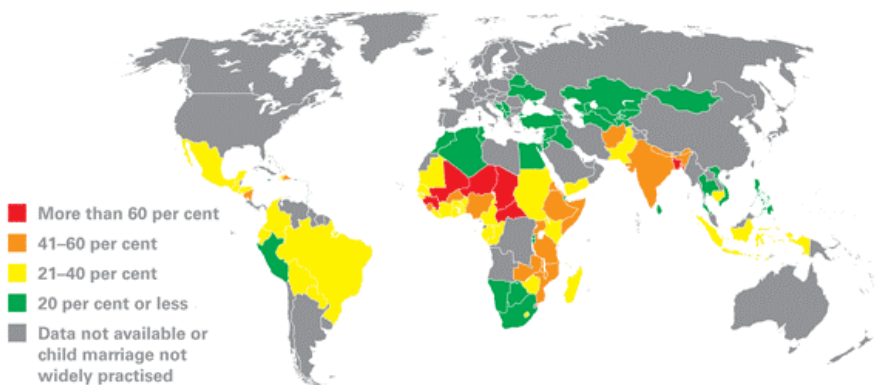 More than 60 per cent
41–60 per cent
21–40 per cent
20 per cent or less
Data not available or
child marriage not
widely practised